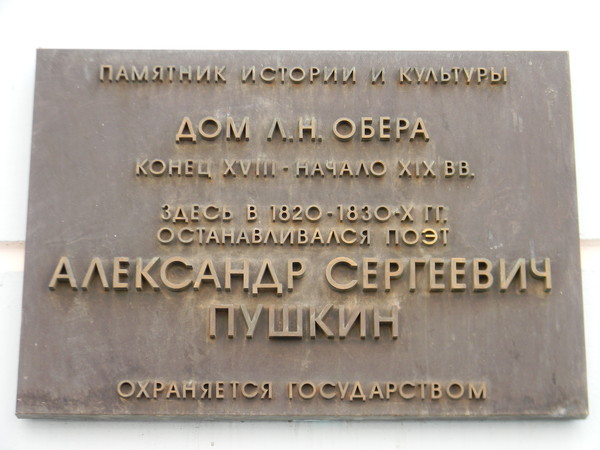 ПАМЯТНИК ИСТОРИИ И КУЛЬТУРЫ
ДОМ Л.Н. ОБЕРА
КОНЕЦ XVIII - НАЧАЛО XIX ВВ.
ЗДЕСЬ В 1820-1830-Х ГГ.
ОСТАНАВЛИВАЛСЯ ПОЭТ
АЛЕКСАНДР СЕРГЕЕВИЧ
ПУШКИН
ОХРАНЯЕТСЯ ГОСУДАРСТВОМ